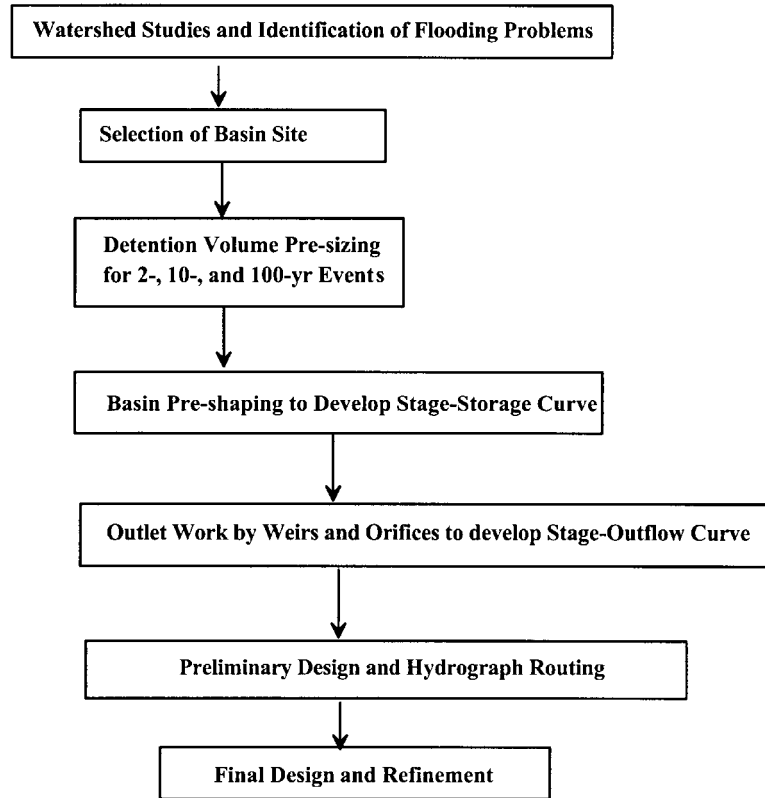 Watershed Studies and Identification of Flooding Problems
Selection of Basin Site
Detention Volume Pre-sizing
for 2-, 10-, and 100-yr Events
Basin Pre-shaping to Develop Stage-Storage Curve
Outlet Work by Weirs and Orifices to develop Stage-Outflow Curve
Preliminary Design and Hydrograph Routing
Final Design and Refinement